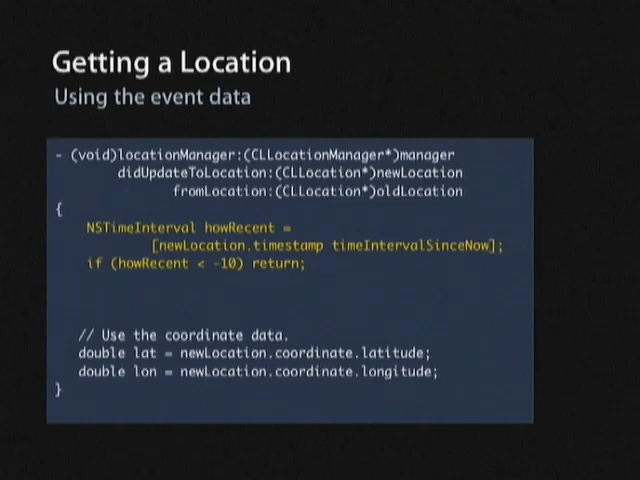 Getting a Location
Using the event data
- (void)locationManager:(CLLocationManager*)manager
didUpdateToLocation:(CLLocation*)newLocation
fromLocation:(CLLocation*)oldLocation
{
NSTimeInterval howRecent =
[newLocation.timestamp timeIntervalSinceNow];
if (howRecent < -10) return;
// Use the coordinate data.
double lat = newLocation.coordinate.latitude;
double lon = newLocation.coordinate.longitude;
}